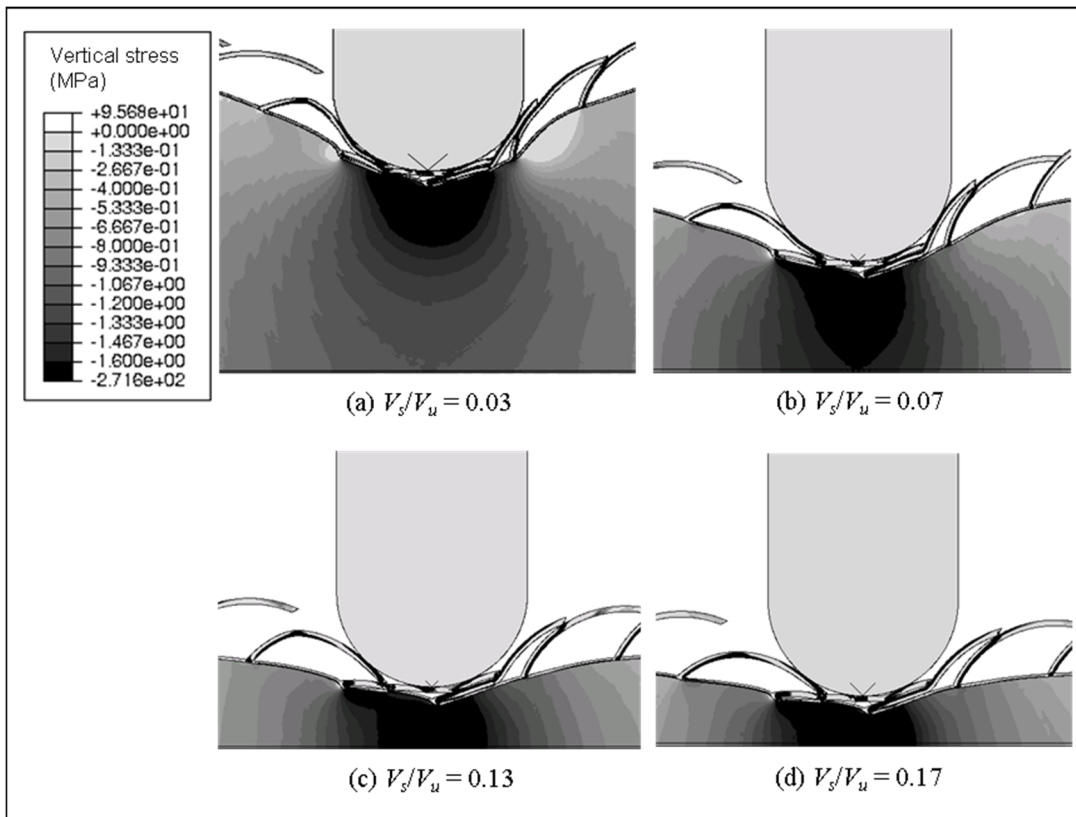 Vertical stress
(MPa)
+9.568e+01
+0.000e+00
-1.333e-01
-2.667e-01
-4.000e-01
-5.333e-01
-6.667e-01
-8.000e-01
-9.333e-01
-1.067e+00
-1.200e+00
-1.333e+00
-1.467e+00
-1.600e+00
-2.716e+02
(a) Vs/Vu = 0.03
(b) Vs/Vu = 0.07
(c) Vs/Vu = 0.13
(d) Vs/Vu = 0.17